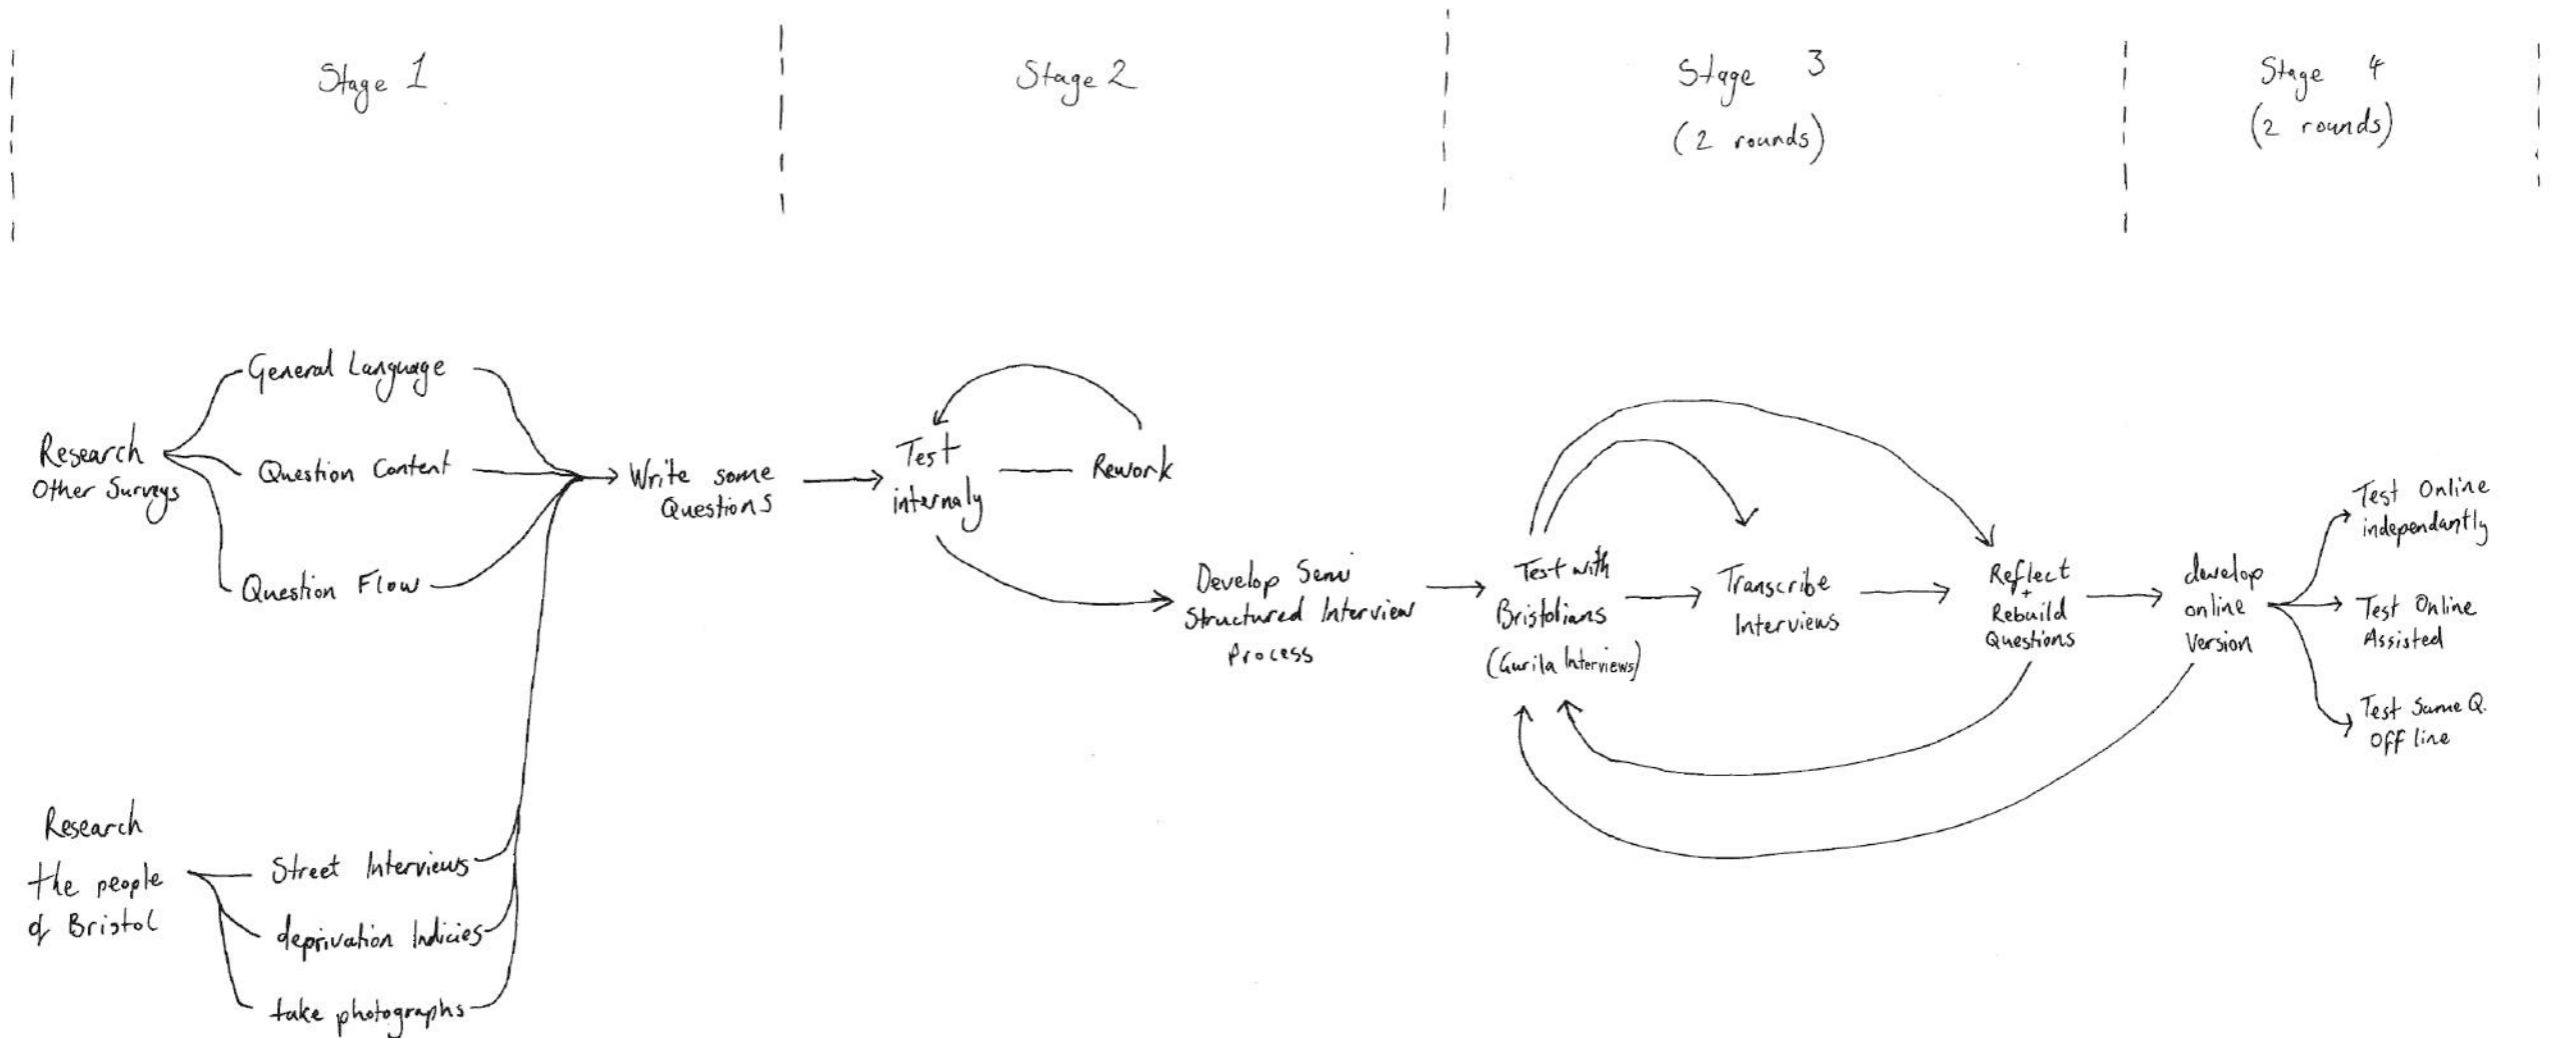 Stage 1
Stage 2
Stage 3
(2 rounds)
Stage 4
(2 rounds)
Research
Other Surveys
General Language
Question Content
Question Flow
Write some
Questions
Research
the people
of Bristol
Street Interviews
deprivation Indicies
take photographs
Test
internaly
Rework
Develop Semi
Structured Interview
Process
Test with
Bristolians
(Gurila Interviews)
Transcribe
Interviews
Reflect
+
Rebuild
Questions
develop
online
Version
Test Online
independantly
Test Online
Assisted
Test Same Q.
Off line